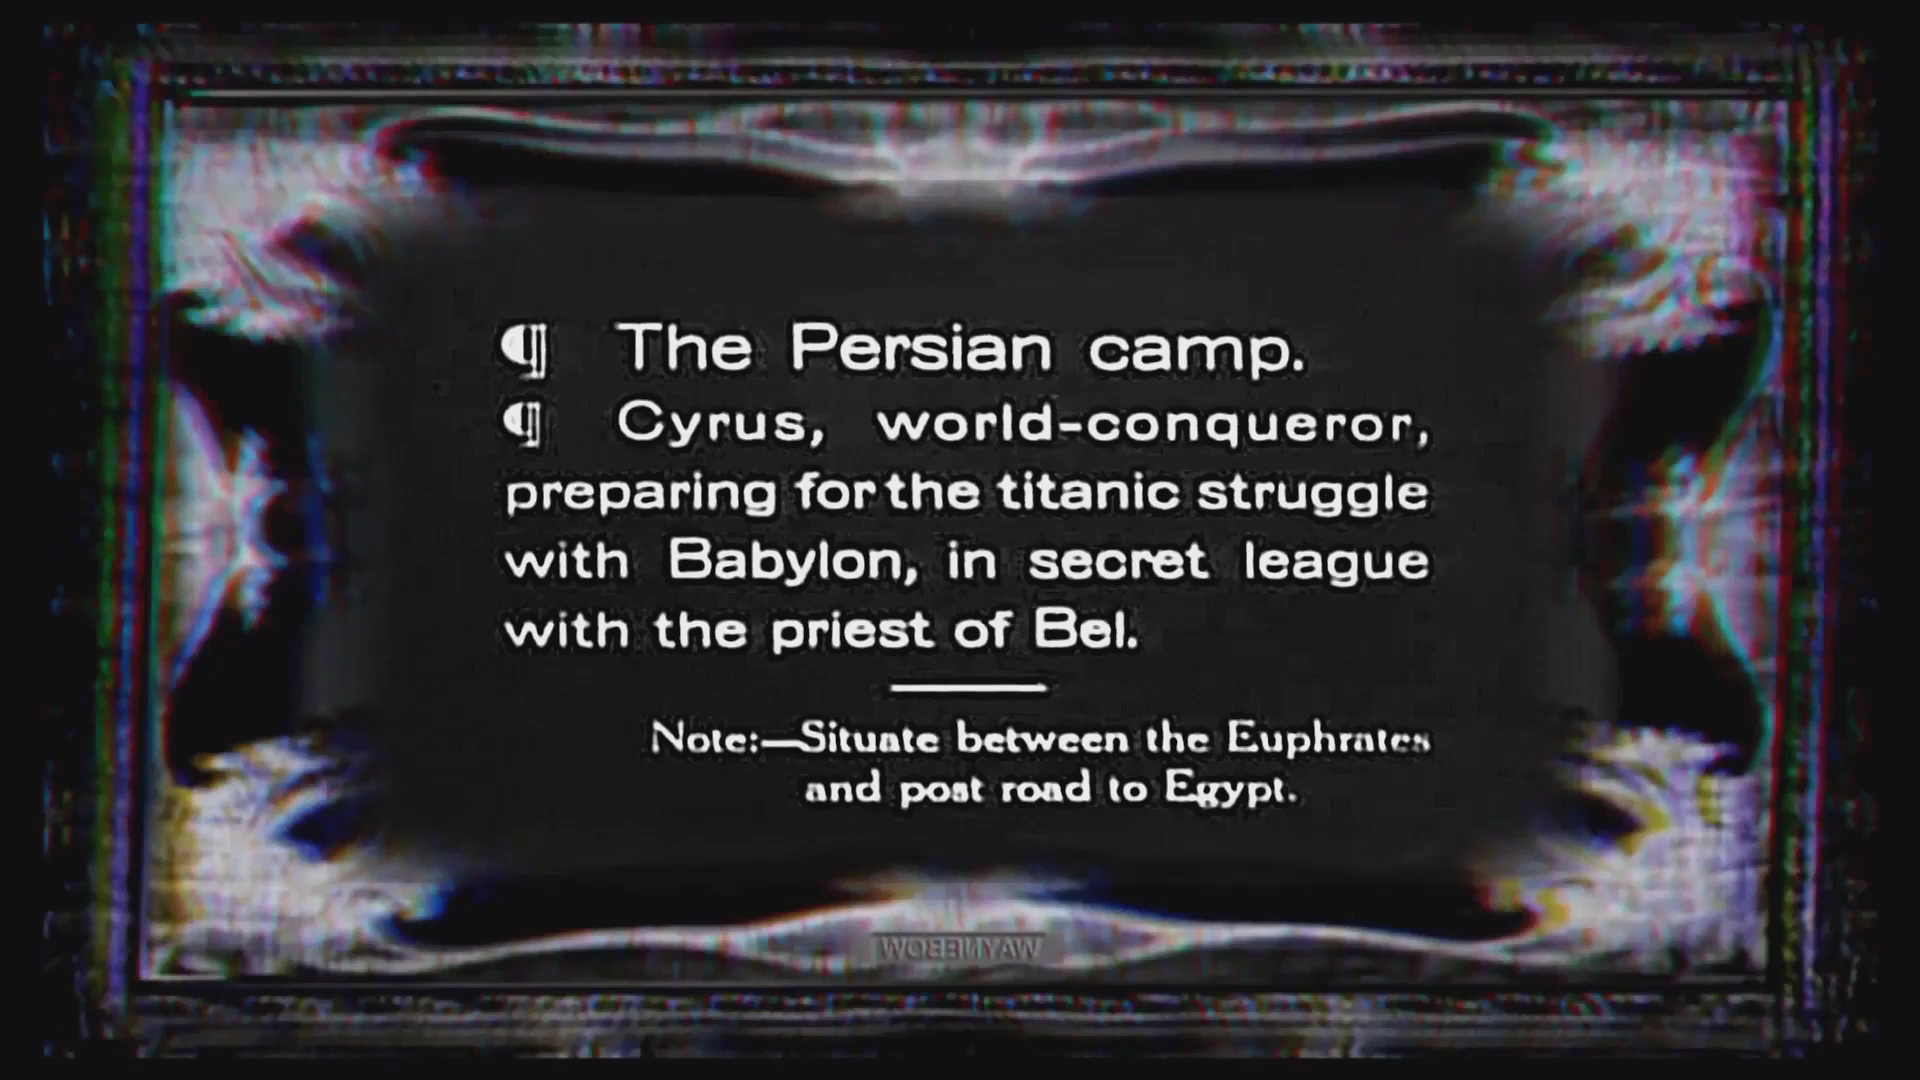 ¶ The Persian camp.
¶ Cyrus, world-conqueror,
preparing for the titanic struggle
with Babylon, in secret league
with the priest of Bel.
Note:—Situate between the Euphrates
and post road to Egypt.